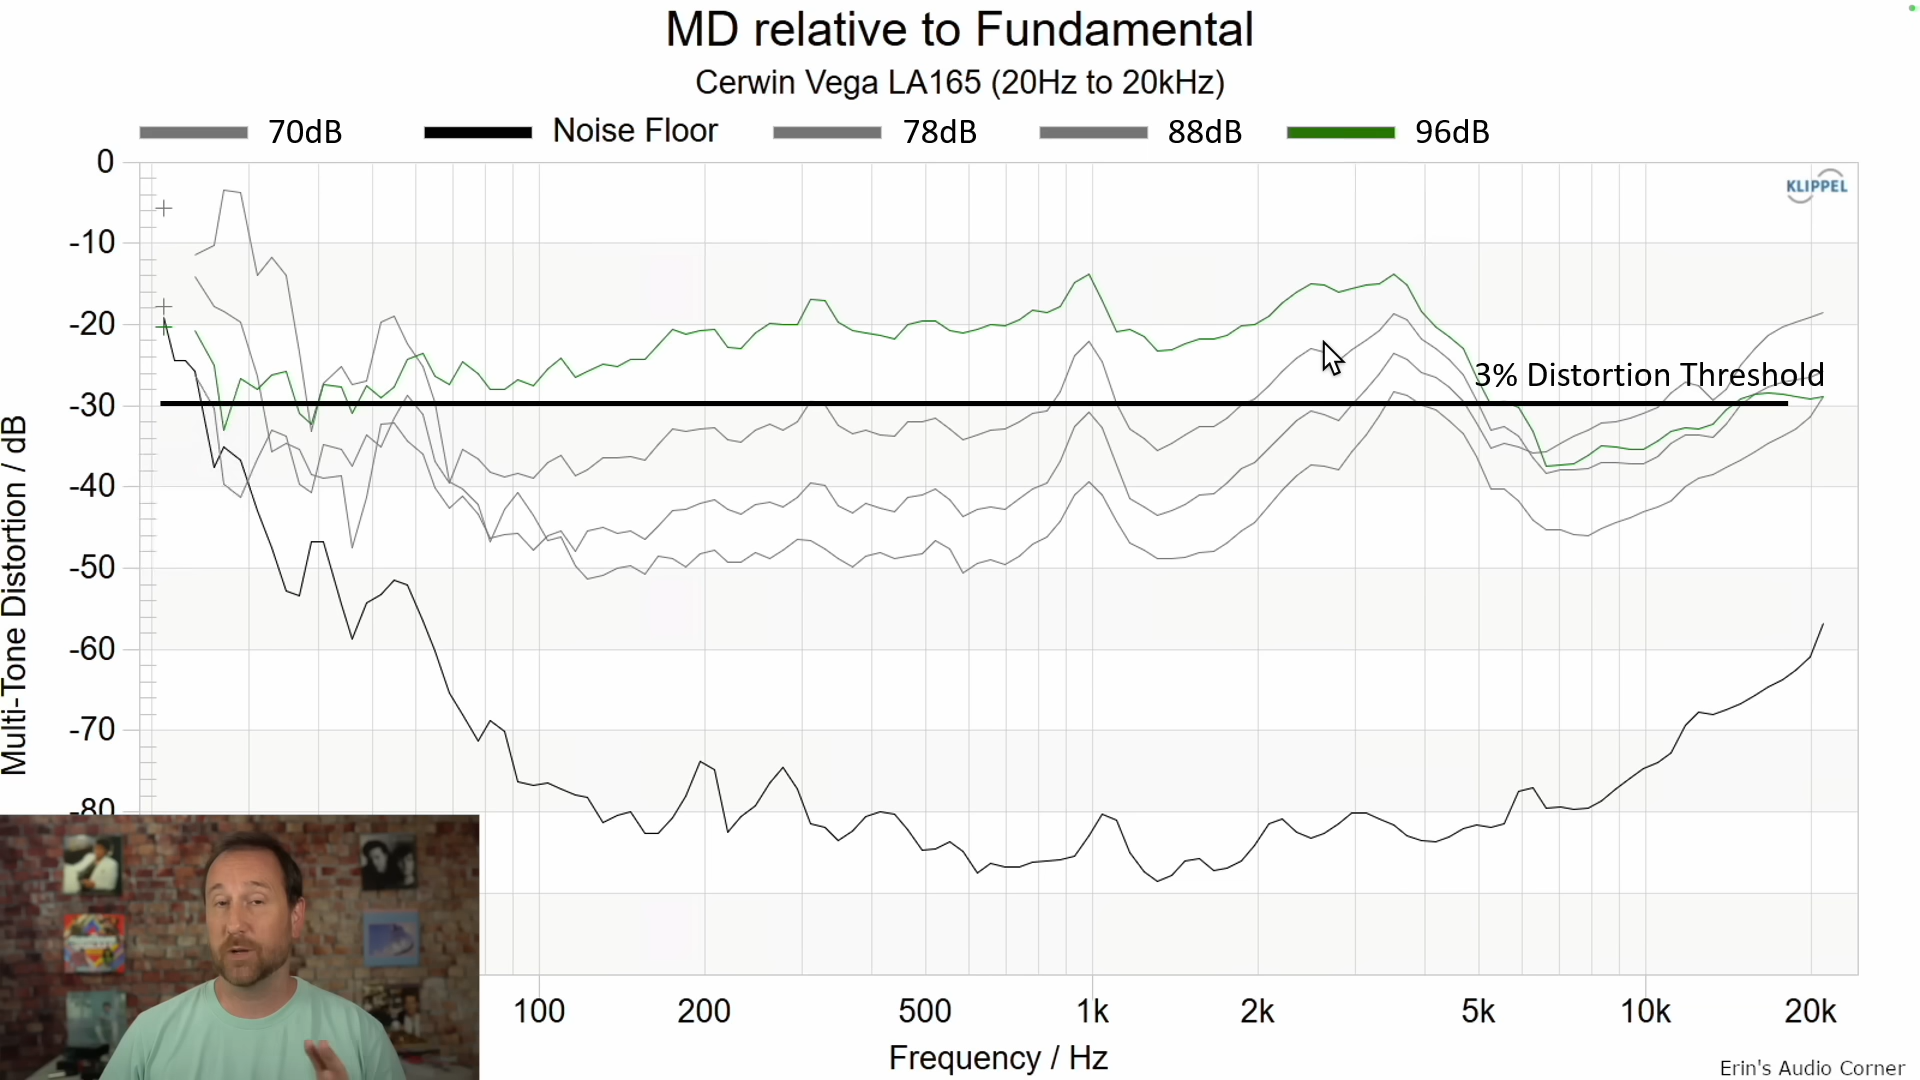 MD relative to Fundamental
Cerwin Vega LA165 (20Hz to 20kHz)
70dB Noise Floor 78dB 88dB 96dB
KLIPPEL
0
-10
-20
-30
-40
-50
-60
-70
-80
Multi-Tone Distortion / dB
3% Distortion Threshold
100 200 500 1k 2k 5k 10k 20k
Frequency / Hz
Erin's Audio Corner